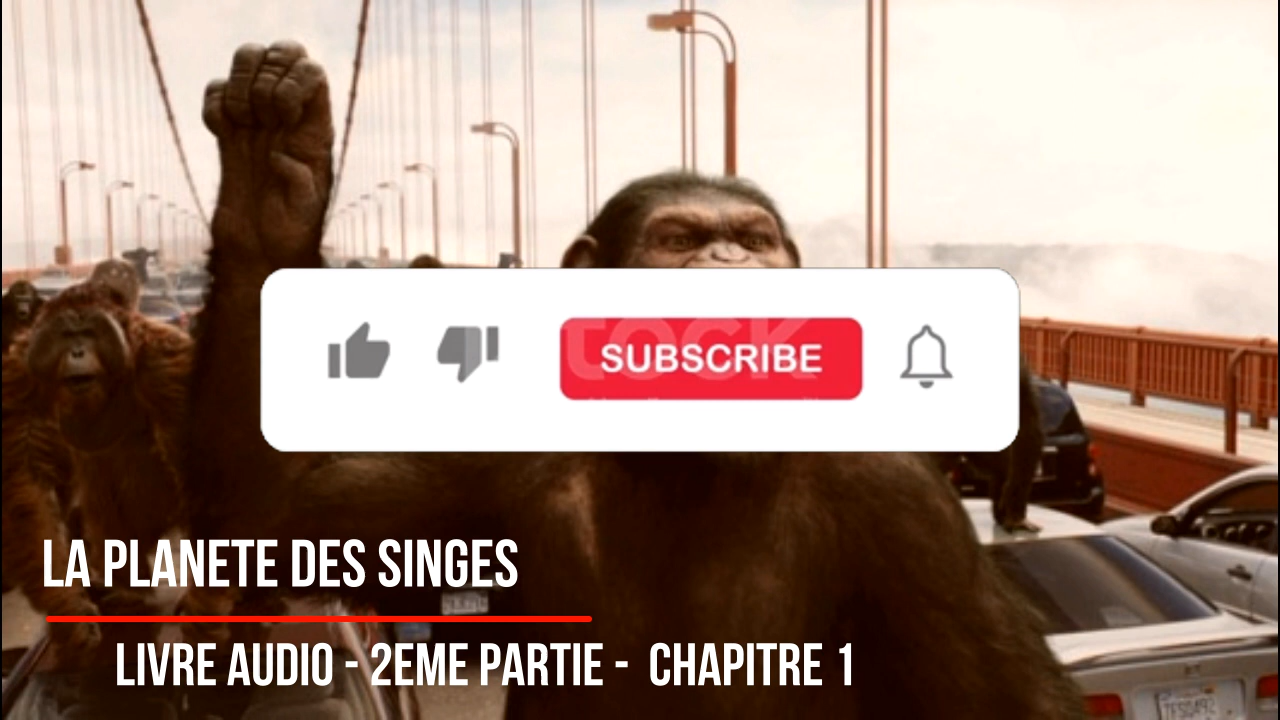 SUBSCRIBE
LA PLANETE DES SINGES
LIVRE AUDIO - 2EME PARTIE - CHAPITRE 1